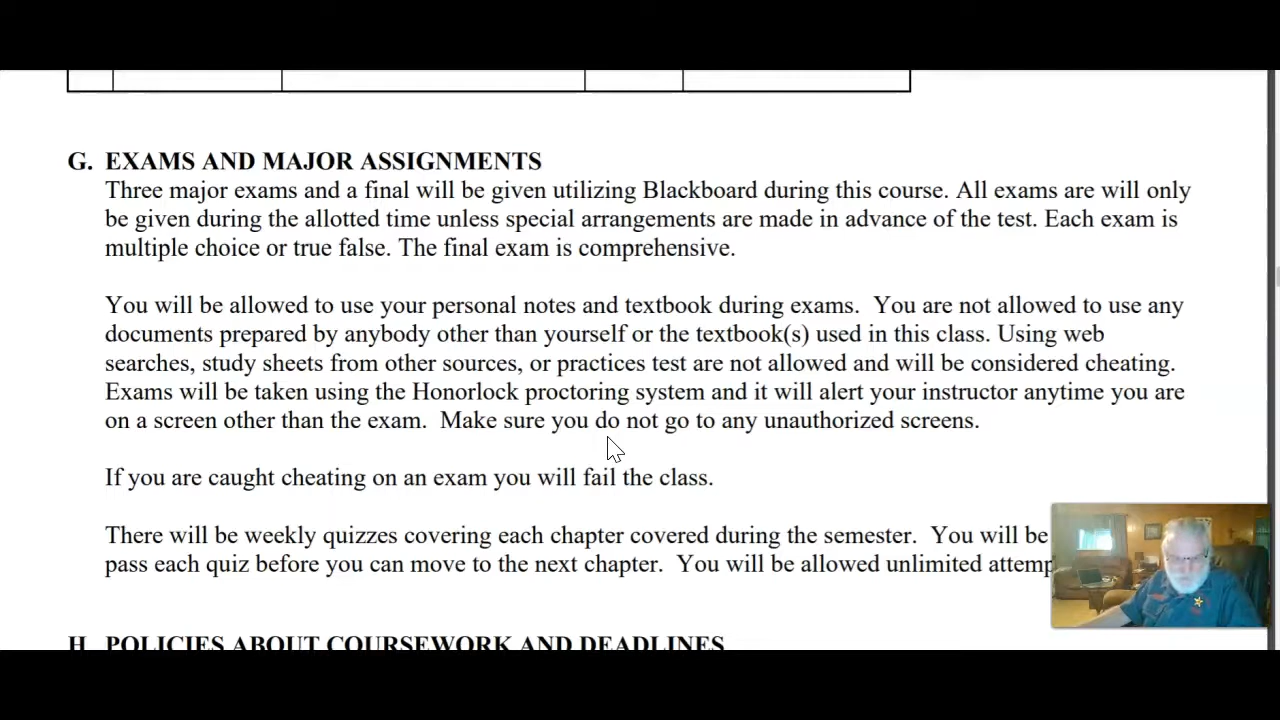 G. EXAMS AND MAJOR ASSIGNMENTS
Three major exams and a final will be given utilizing Blackboard during this course. All exams are will only
be given during the allotted time unless special arrangements are made in advance of the test. Each exam is
multiple choice or true false. The final exam is comprehensive.
You will be allowed to use your personal notes and textbook during exams.  You are not allowed to use any
documents prepared by anybody other than yourself or the textbook(s) used in this class. Using web
searches, study sheets from other sources, or practices test are not allowed and will be considered cheating.
Exams will be taken using the Honorlock proctoring system and it will alert your instructor anytime you are
on a screen other than the exam.  Make sure you do not go to any unauthorized screens.
If you are caught cheating on an exam you will fail the class.
There will be weekly quizzes covering each chapter covered during the semester.  You will be
pass each quiz before you can move to the next chapter.  You will be allowed unlimited attemp
H. POLICIES ABOUT COURSEWORK AND DEADLINES